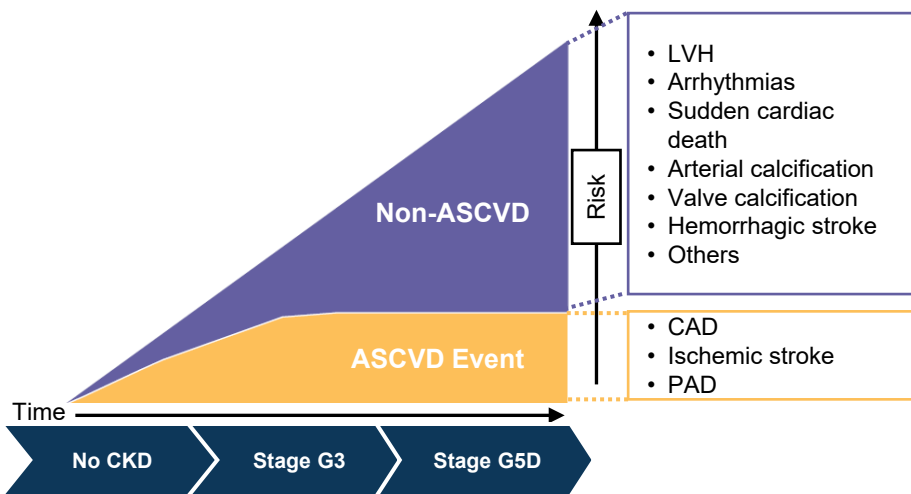 • LVH
• Arrhythmias
• Sudden cardiac
death
• Arterial calcification
• Valve calcification
• Hemorrhagic stroke
• Others
Non-ASCVD
Risk
• CAD
• Ischemic stroke
• PAD
ASCVD Event
Time
No CKD
Stage G3
Stage G5D